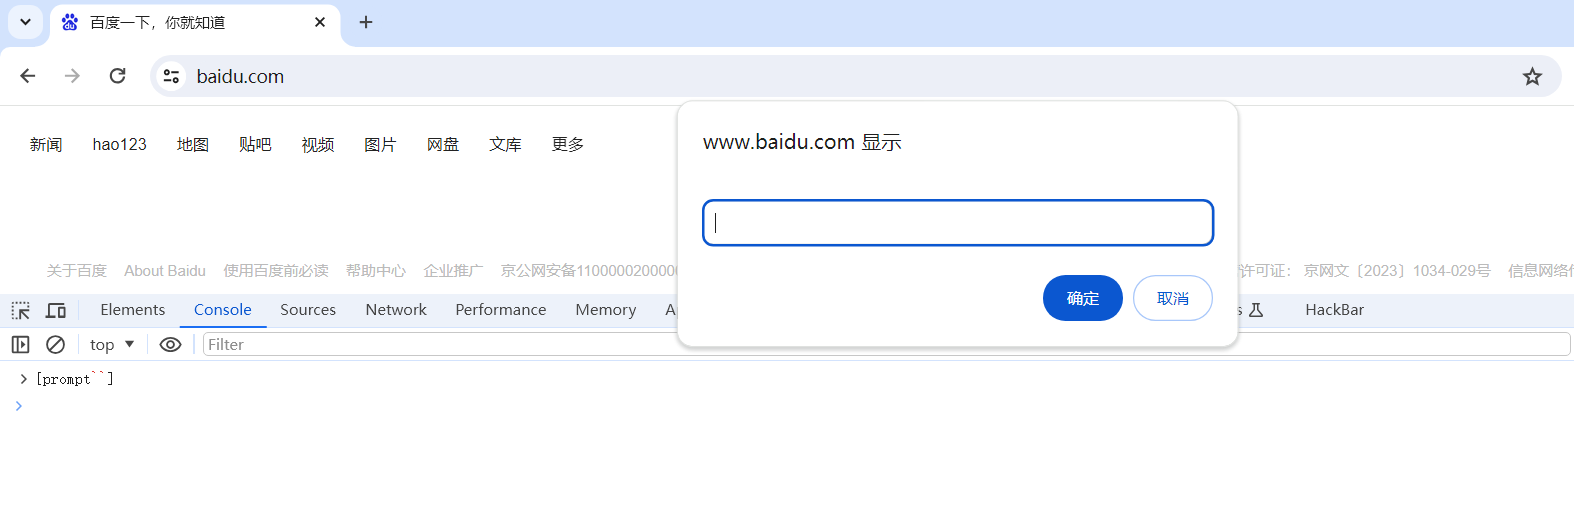 百度一下，你就知道
baidu.com
新闻 hao123 地图 贴吧 视频 图片 网盘 文库 更多
www.baidu.com 显示
关于百度 About Baidu 使用百度前必读 帮助中心 企业推广 京公网安备11000002000 许可证： 京网文〔2023〕1034-029号 信息网络
确定 取消
Elements Console Sources Network Performance Memory HackBar
top Filter
[prompt``]